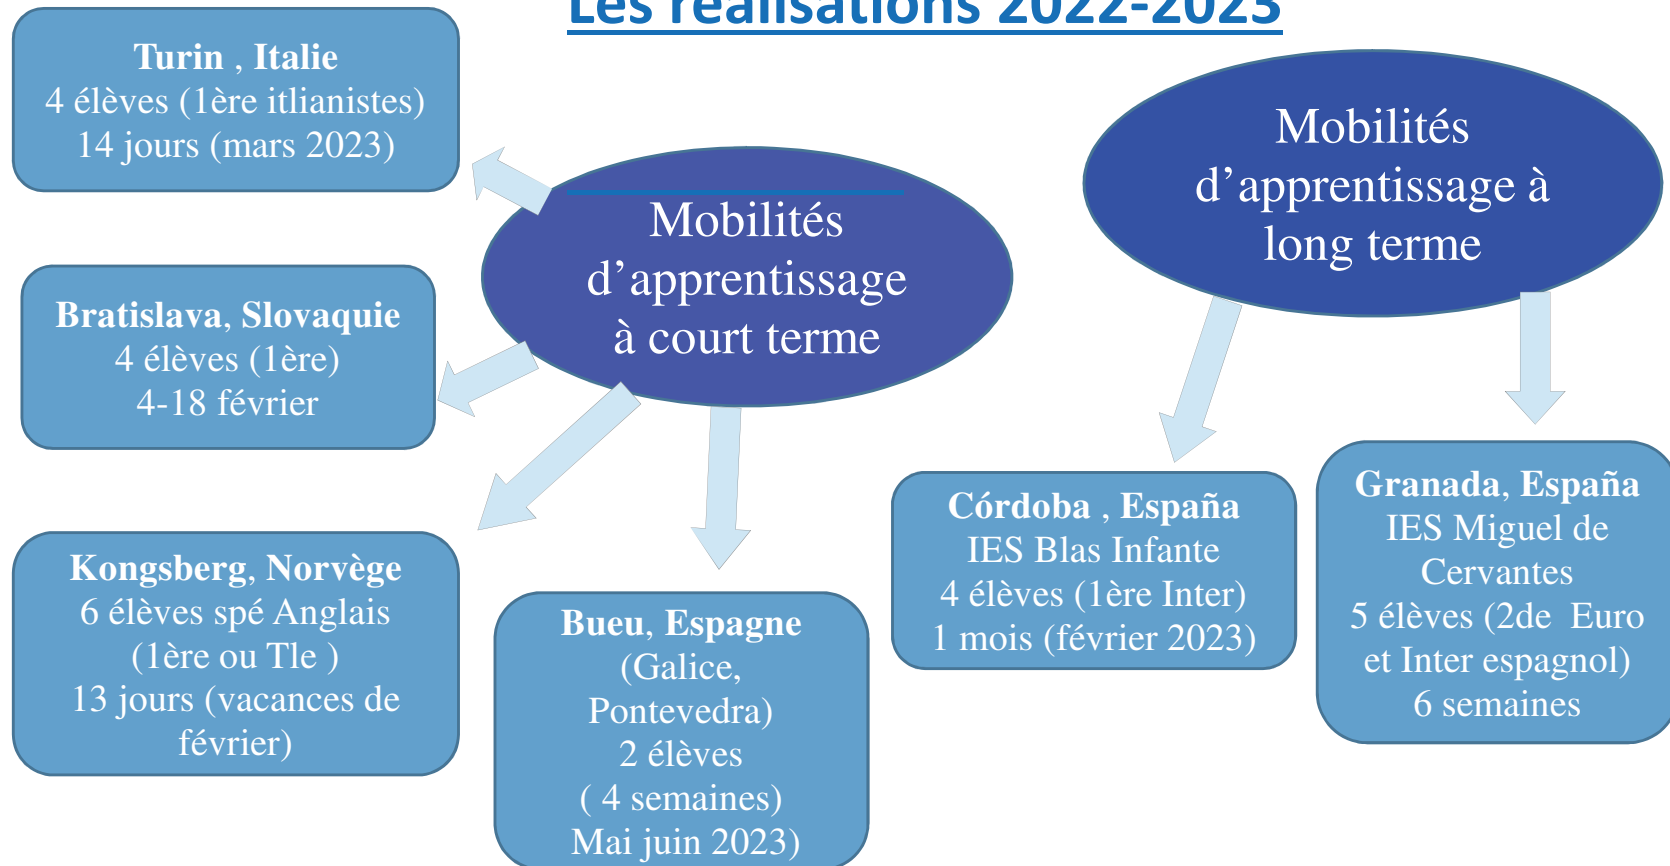 Les réalisations 2022-2023
Turin , Italie
4 élèves (1ère itlianistes)
14 jours (mars 2023)
Mobilités
d’apprentissage
à court terme
Mobilités
d’apprentissage à
long terme
Bratislava, Slovaquie
4 élèves (1ère)
4-18 février
Kongsberg, Norvège
6 élèves spé Anglais
(1ère ou Tle )
13 jours (vacances de
février)
Bueu, Espagne
(Galice,
Pontevedra)
2 élèves
( 4 semaines)
Mai juin 2023)
Córdoba , España
IES Blas Infante
4 élèves (1ère Inter)
1 mois (février 2023)
Granada, España
IES Miguel de
Cervantes
5 élèves (2de  Euro
et Inter espagnol)
6 semaines